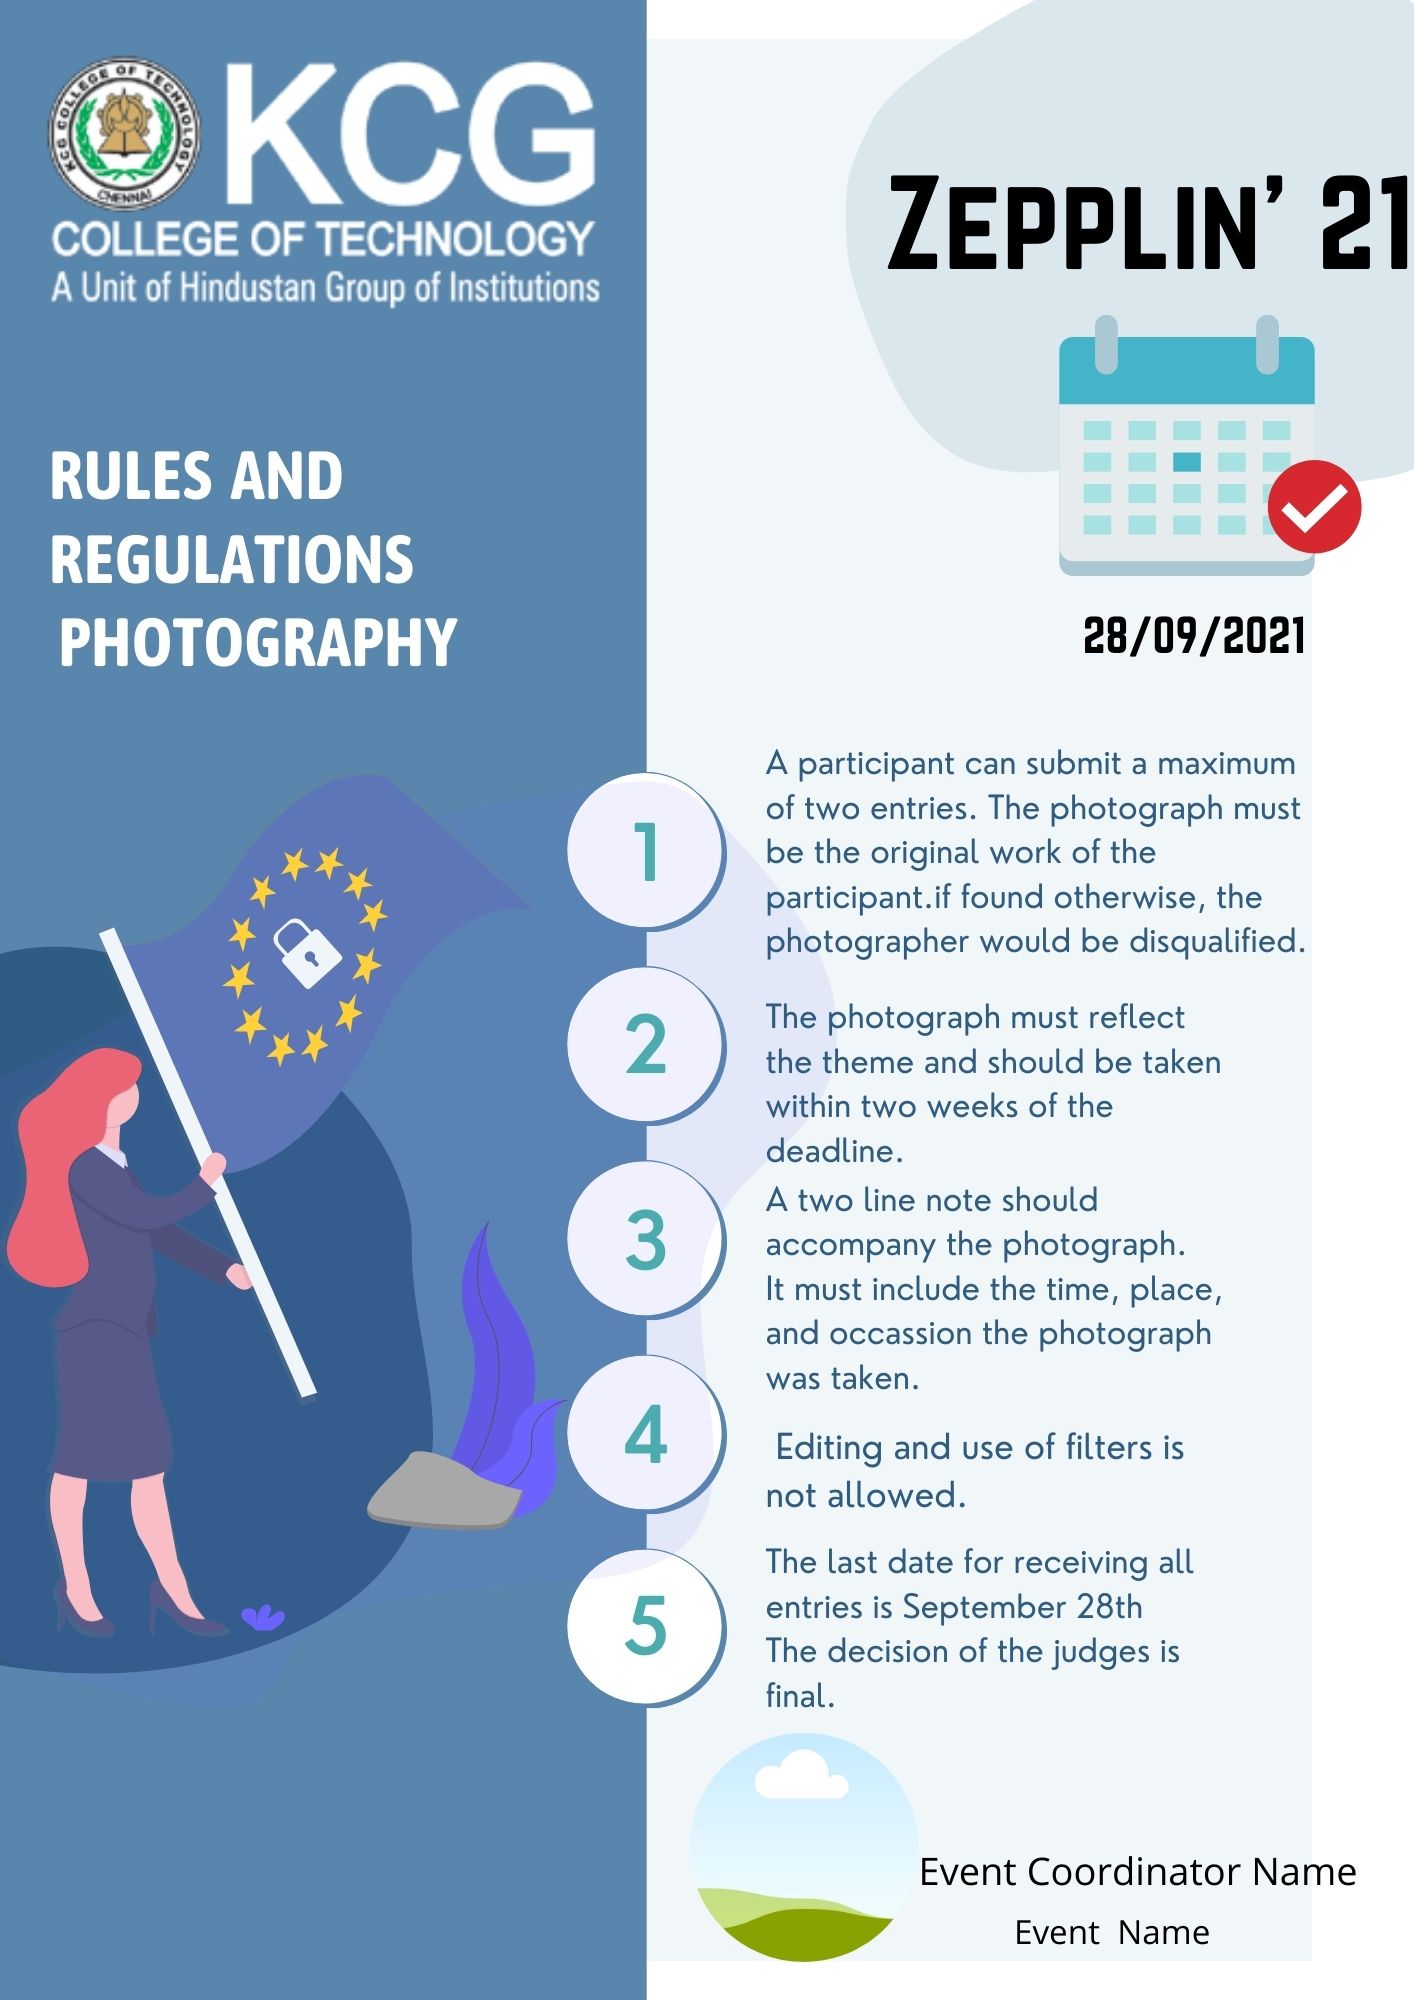 KCG COLLEGE OF TECHNOLOGY
CHENNAI
KCG
COLLEGE OF TECHNOLOGY
A Unit of Hindustan Group of Institutions
ZEPPLIN' 21
RULES AND
REGULATIONS
PHOTOGRAPHY
28/09/2021
1
A participant can submit a maximum
of two entries. The photograph must
be the original work of the
participant.if found otherwise, the
photographer would be disqualified.
2
The photograph must reflect
the theme and should be taken
within two weeks of the
deadline.
3
A two line note should
accompany the photograph.
It must include the time, place,
and occassion the photograph
was taken.
4
Editing and use of filters is
not allowed.
5
The last date for receiving all
entries is September 28th
The decision of the judges is
final.
Event Coordinator Name
Event Name